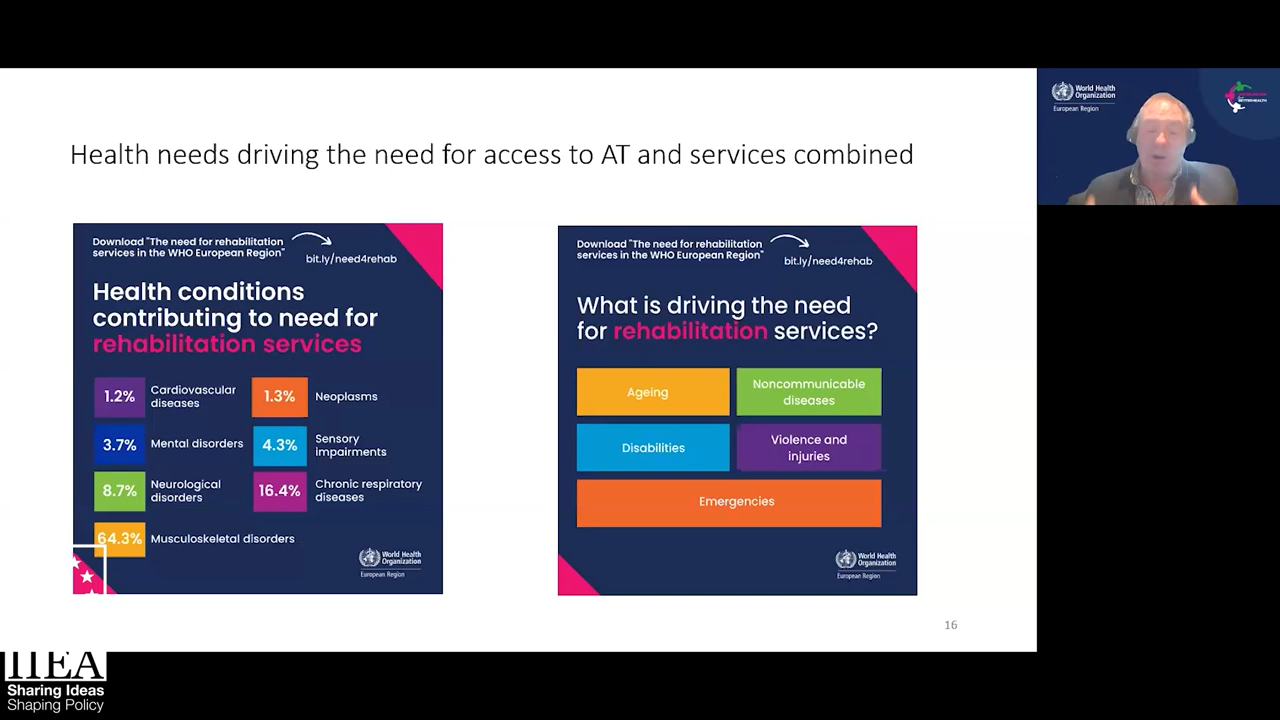 Health needs driving the need for access to AT and services combined
Download "The need for rehabilitation
services in the WHO European Region"
bit.ly/need4rehab
Health conditions
contributing to need for
rehabilitation services
1.2%
Cardiovascular
diseases
1.3%
Neoplasms
3.7%
Mental disorders
4.3%
Sensory
impairments
8.7%
Neurological
disorders
16.4%
Chronic respiratory
diseases
64.3%
Musculoskeletal disorders
World Health
Organization
European Region
Download "The need for rehabilitation
services in the WHO European Region"
bit.ly/need4rehab
What is driving the need
for rehabilitation services?
Ageing
Noncommunicable
diseases
Disabilities
Violence and
injuries
Emergencies
World Health
Organization
European Region
16
World Health
Organization
European Region
IIEA
Sharing Ideas
Shaping Policy